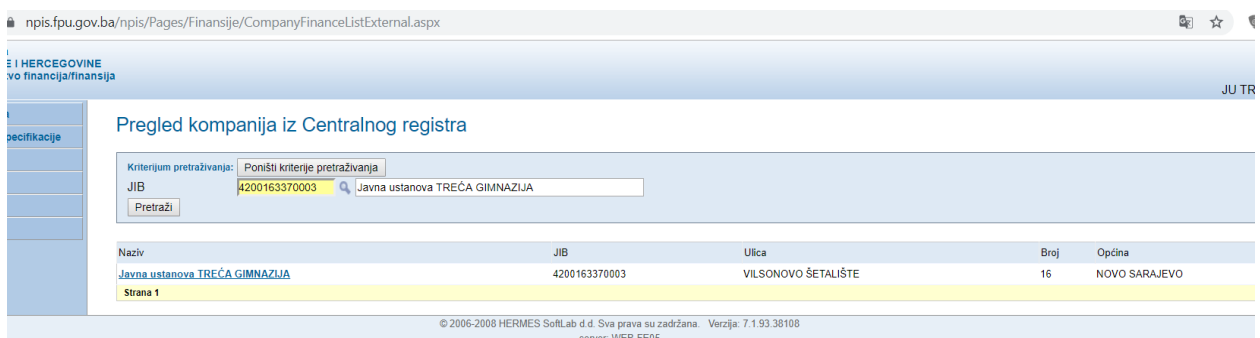 npis.fpu.gov.ba/npis/Pages/Finansije/CompanyFinanceListExternal.aspx
E I HERCEGOVINE
vo financija/finansija
JU TR
pecifikacije
Pregled kompanija iz Centralnog registra
Kriterijum pretraživanja: Poništi kriterije pretraživanja
JIB 4200163370003 Javna ustanova TREĆA GIMNAZIJA
Pretraži
Naziv JIB Ulica Broj Općina
Javna ustanova TREĆA GIMNAZIJA 4200163370003 VILSONOVO ŠETALIŠTE 16 NOVO SARAJEVO
Strana 1
© 2006-2008 HERMES SoftLab d.d. Sva prava su zadržana. Verzija: 7.1.93.38108
server: WEB-FE05